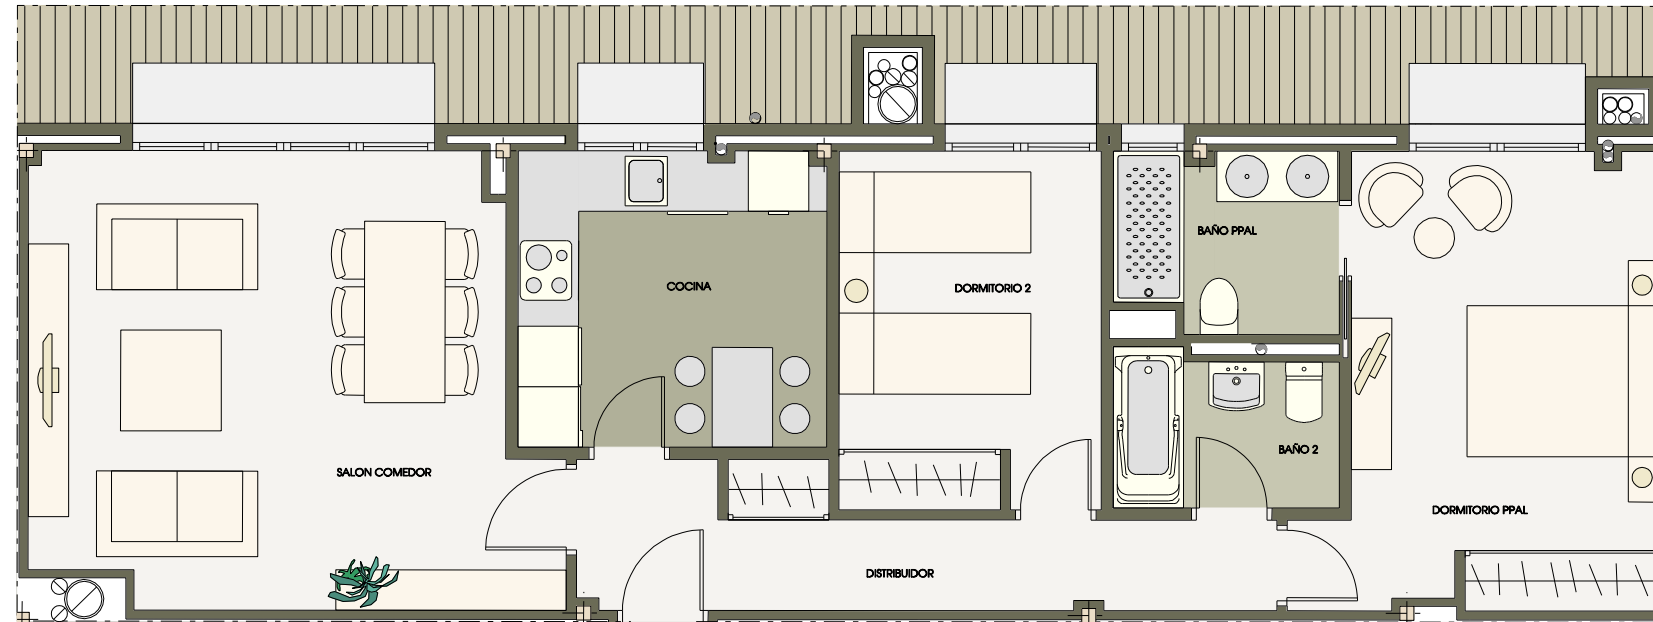 BAÑO PPAL
COCINA
DORMITORIO 2
BAÑO 2
SALON COMEDOR
DORMITORIO PPAL
DISTRIBUIDOR